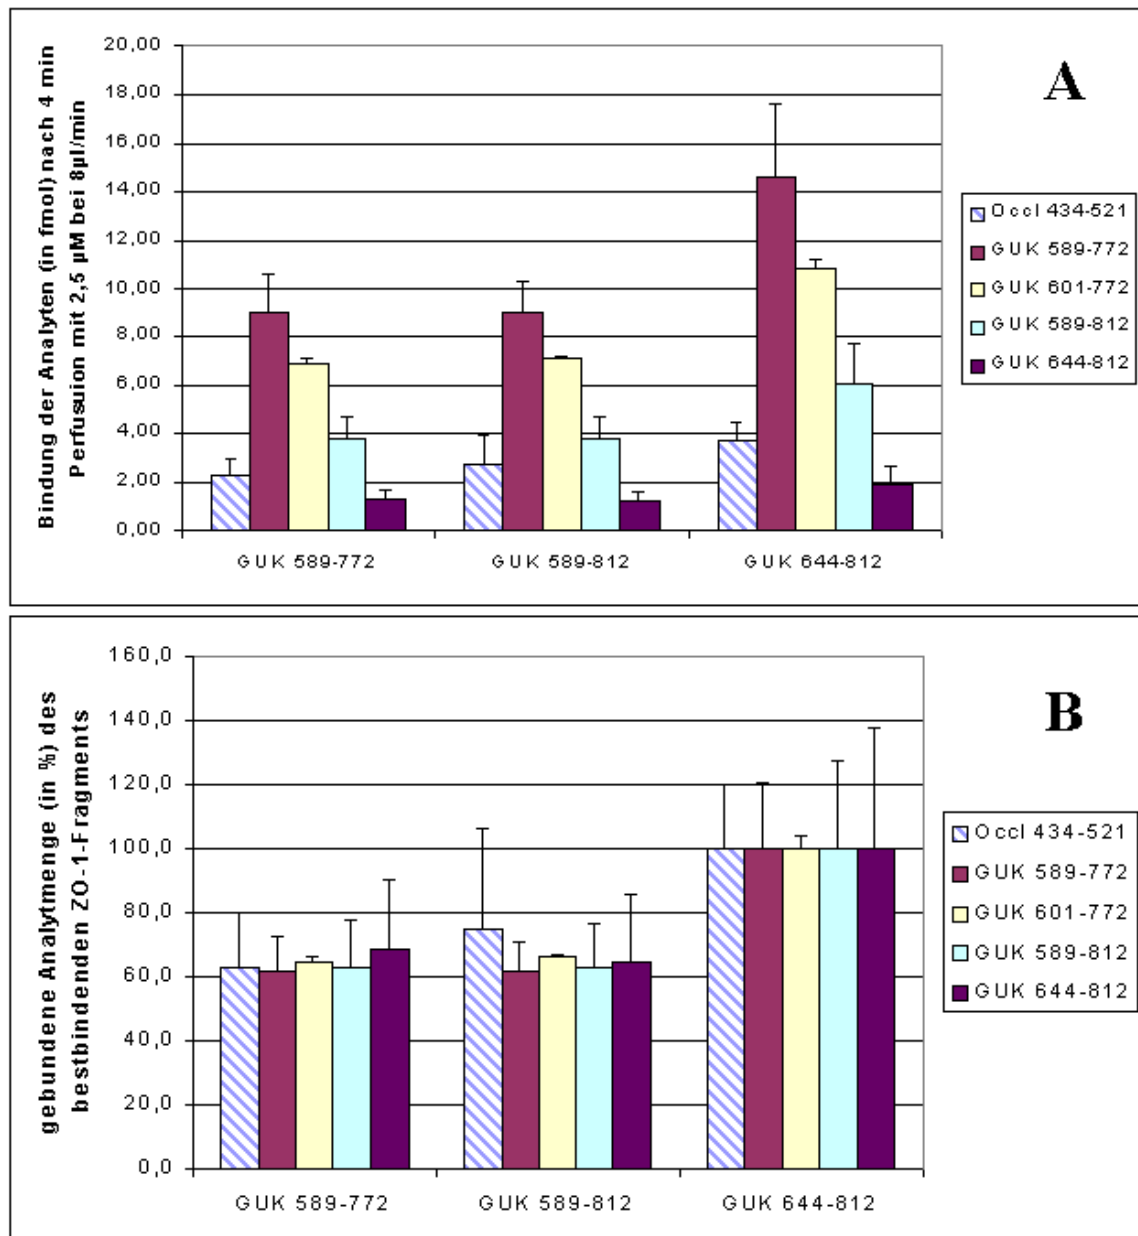 Bindung der Analyten (in fmol) nach 4 min
Perfusuion mit 2,5 µM bei 8µl/min
20,00
18,00
16,00
14,00
12,00
10,00
8,00
6,00
4,00
2,00
0,00
GUK 589-772
GUK 589-812
GUK 644-812
A
Occl 434-521
GUK 589-772
GUK 601-772
GUK 589-812
GUK 644-812
gebundene Analytmenge (in %) des
bestbindenden ZO-1-Fragments
160,0
140,0
120,0
100,0
80,0
60,0
40,0
20,0
0,0
GUK 589-772
GUK 589-812
GUK 644-812
B
Occl 434-521
GUK 589-772
GUK 601-772
GUK 589-812
GUK 644-812